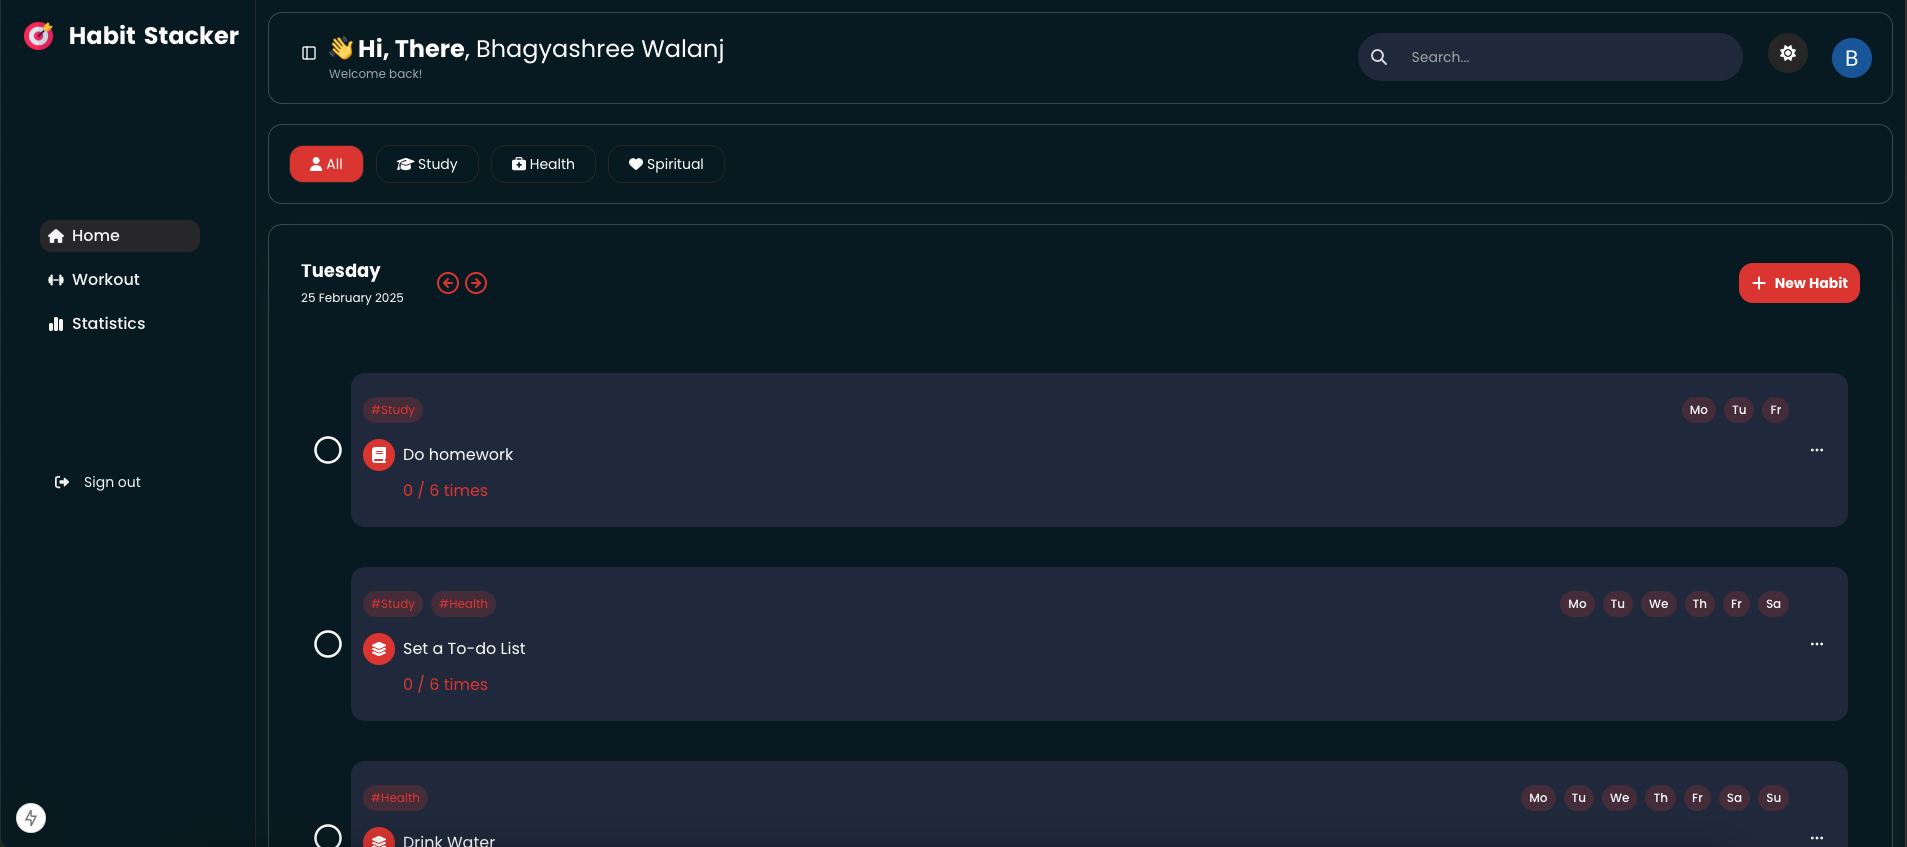 Habit Stacker
Hi, There, Bhagyashree Walanj
Welcome back!
Search...
B
All
Study
Health
Spiritual
Home
Workout
Statistics
Sign out
Tuesday
25 February 2025
New Habit
#Study
Mo Tu Fr
Do homework
0 / 6 times
#Study #Health
Mo Tu We Th Fr Sa
Set a To-do List
0 / 6 times
#Health
Mo Tu We Th Fr Sa Su
Drink Water